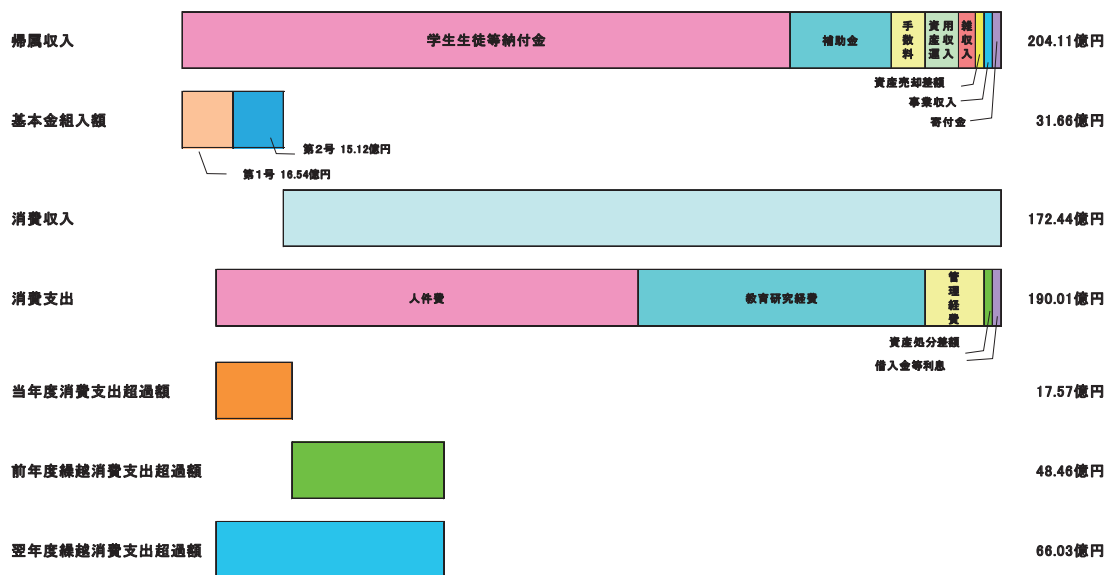 帰属収入
学生生徒等納付金
補助金
手数料
資産運用収入
雑収入
204.11億円
資産売却差額
事業収入
寄付金
基本金組入額
31.66億円
第2号 15.12億円
第1号 16.54億円
消費収入
172.44億円
消費支出
人件費
教育研究経費
管理経費
190.01億円
資産処分差額
借入金等利息
当年度消費支出超過額
17.57億円
前年度繰越消費支出超過額
48.46億円
翌年度繰越消費支出超過額
66.03億円